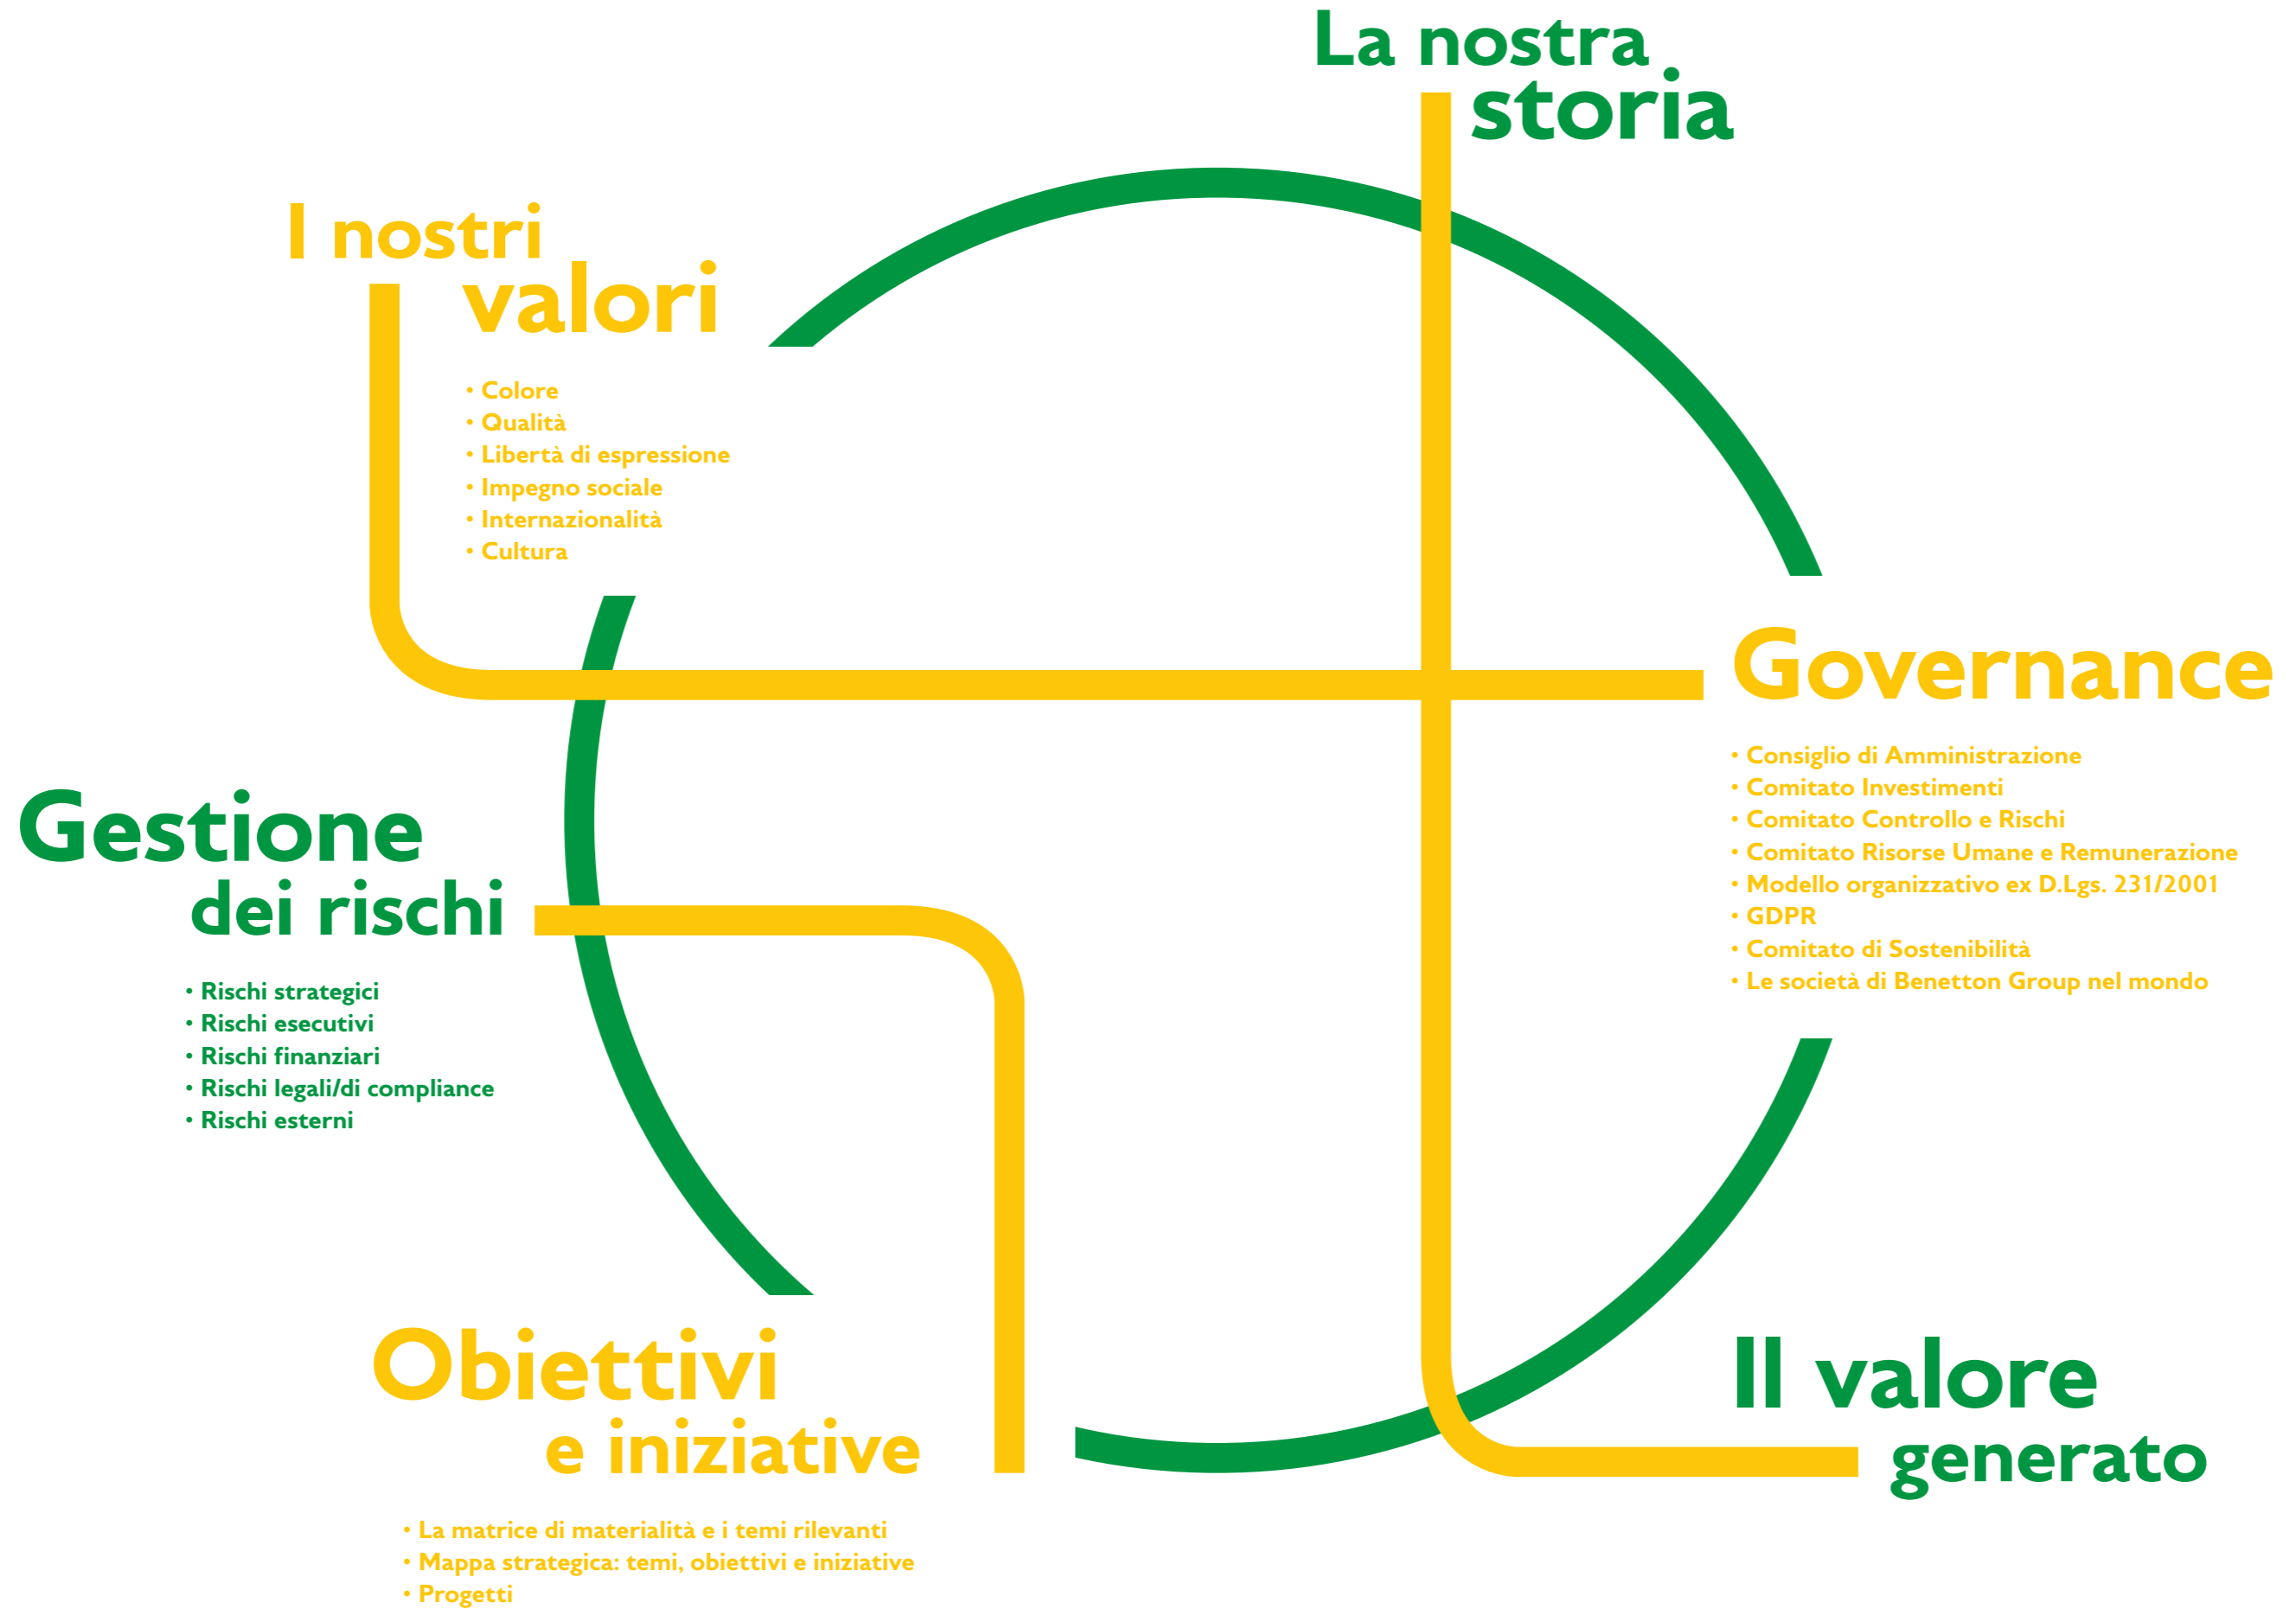 La nostra
storia
I nostri
valori
• Colore
• Qualità
• Libertà di espressione
• Impegno sociale
• Internazionalità
• Cultura
Governance
• Consiglio di Amministrazione
• Comitato Investimenti
• Comitato Controllo e Rischi
• Comitato Risorse Umane e Remunerazione
• Modello organizzativo ex D.Lgs. 231/2001
• GDPR
• Comitato di Sostenibilità
• Le società di Benetton Group nel mondo
Gestione
dei rischi
• Rischi strategici
• Rischi esecutivi
• Rischi finanziari
• Rischi legali/di compliance
• Rischi esterni
Obiettivi
e iniziative
• La matrice di materialità e i temi rilevanti
• Mappa strategica: temi, obiettivi e iniziative
• Progetti
Il valore
generato